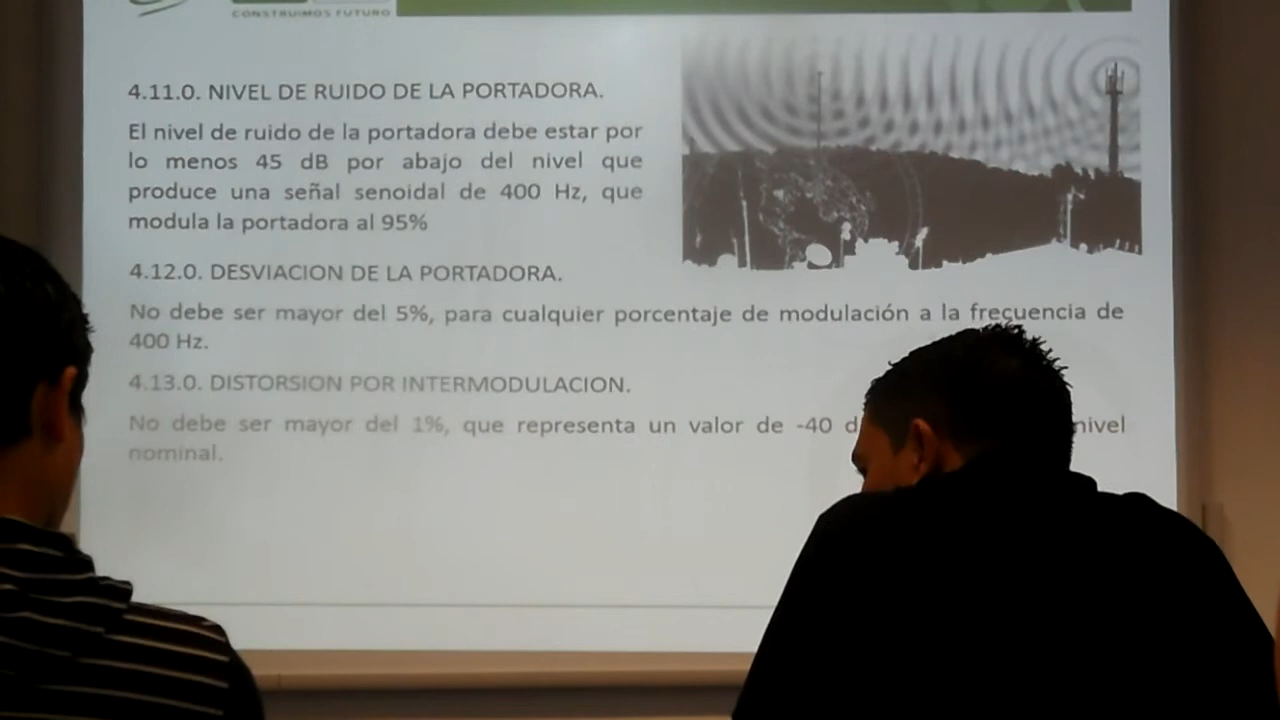 CONSTRUIMOS FUTURO
4.11.0. NIVEL DE RUIDO DE LA PORTADORA.
El nivel de ruido de la portadora debe estar por
lo menos 45 dB por abajo del nivel que
produce una señal senoidal de 400 Hz, que
modula la portadora al 95%
4.12.0. DESVIACION DE LA PORTADORA.
No debe ser mayor del 5%, para cualquier porcentaje de modulación a la frecuencia de
400 Hz.
4.13.0. DISTORSION POR INTERMODULACION.
No debe ser mayor del 1%, que representa un valor de -40 nivel
nominal.